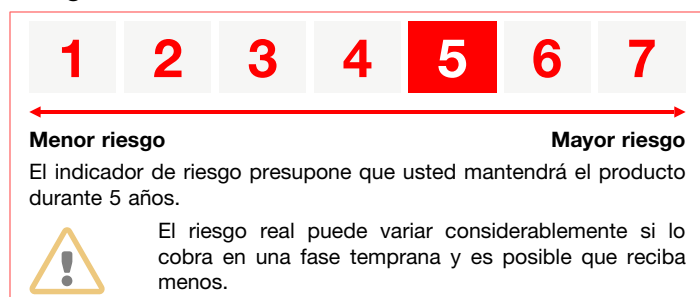 1 2 3 4 5 6 7
Menor riesgo Mayor riesgo
El indicador de riesgo presupone que usted mantendrá el producto
durante 5 años.
El riesgo real puede variar considerablemente si lo
cobra en una fase temprana y es posible que reciba
menos.